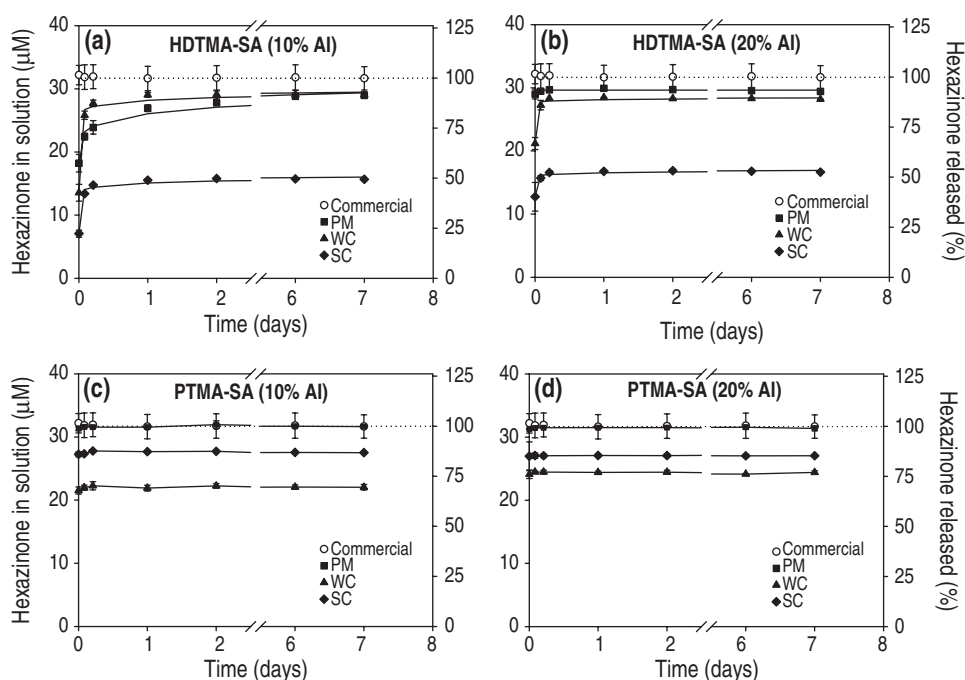 (a) HDTMA-SA (10% AI)
Hexazinone in solution (μM)
40
30
20
10
0
125
100
75
50
25
0
Commercial
PM
WC
SC
0 1 2 6 7 8
Time (days)
(b) HDTMA-SA (20% AI)
40
30
20
10
0
Hexazinone released (%)
125
100
75
50
25
0
Commercial
PM
WC
SC
0 1 2 6 7 8
Time (days)
(c) PTMA-SA (10% AI)
Hexazinone in solution (μM)
40
30
20
10
0
125
100
75
50
25
0
Commercial
PM
WC
SC
0 1 2 6 7 8
Time (days)
(d) PTMA-SA (20% AI)
40
30
20
10
0
Hexazinone released (%)
125
100
75
50
25
0
Commercial
PM
WC
SC
0 1 2 6 7 8
Time (days)